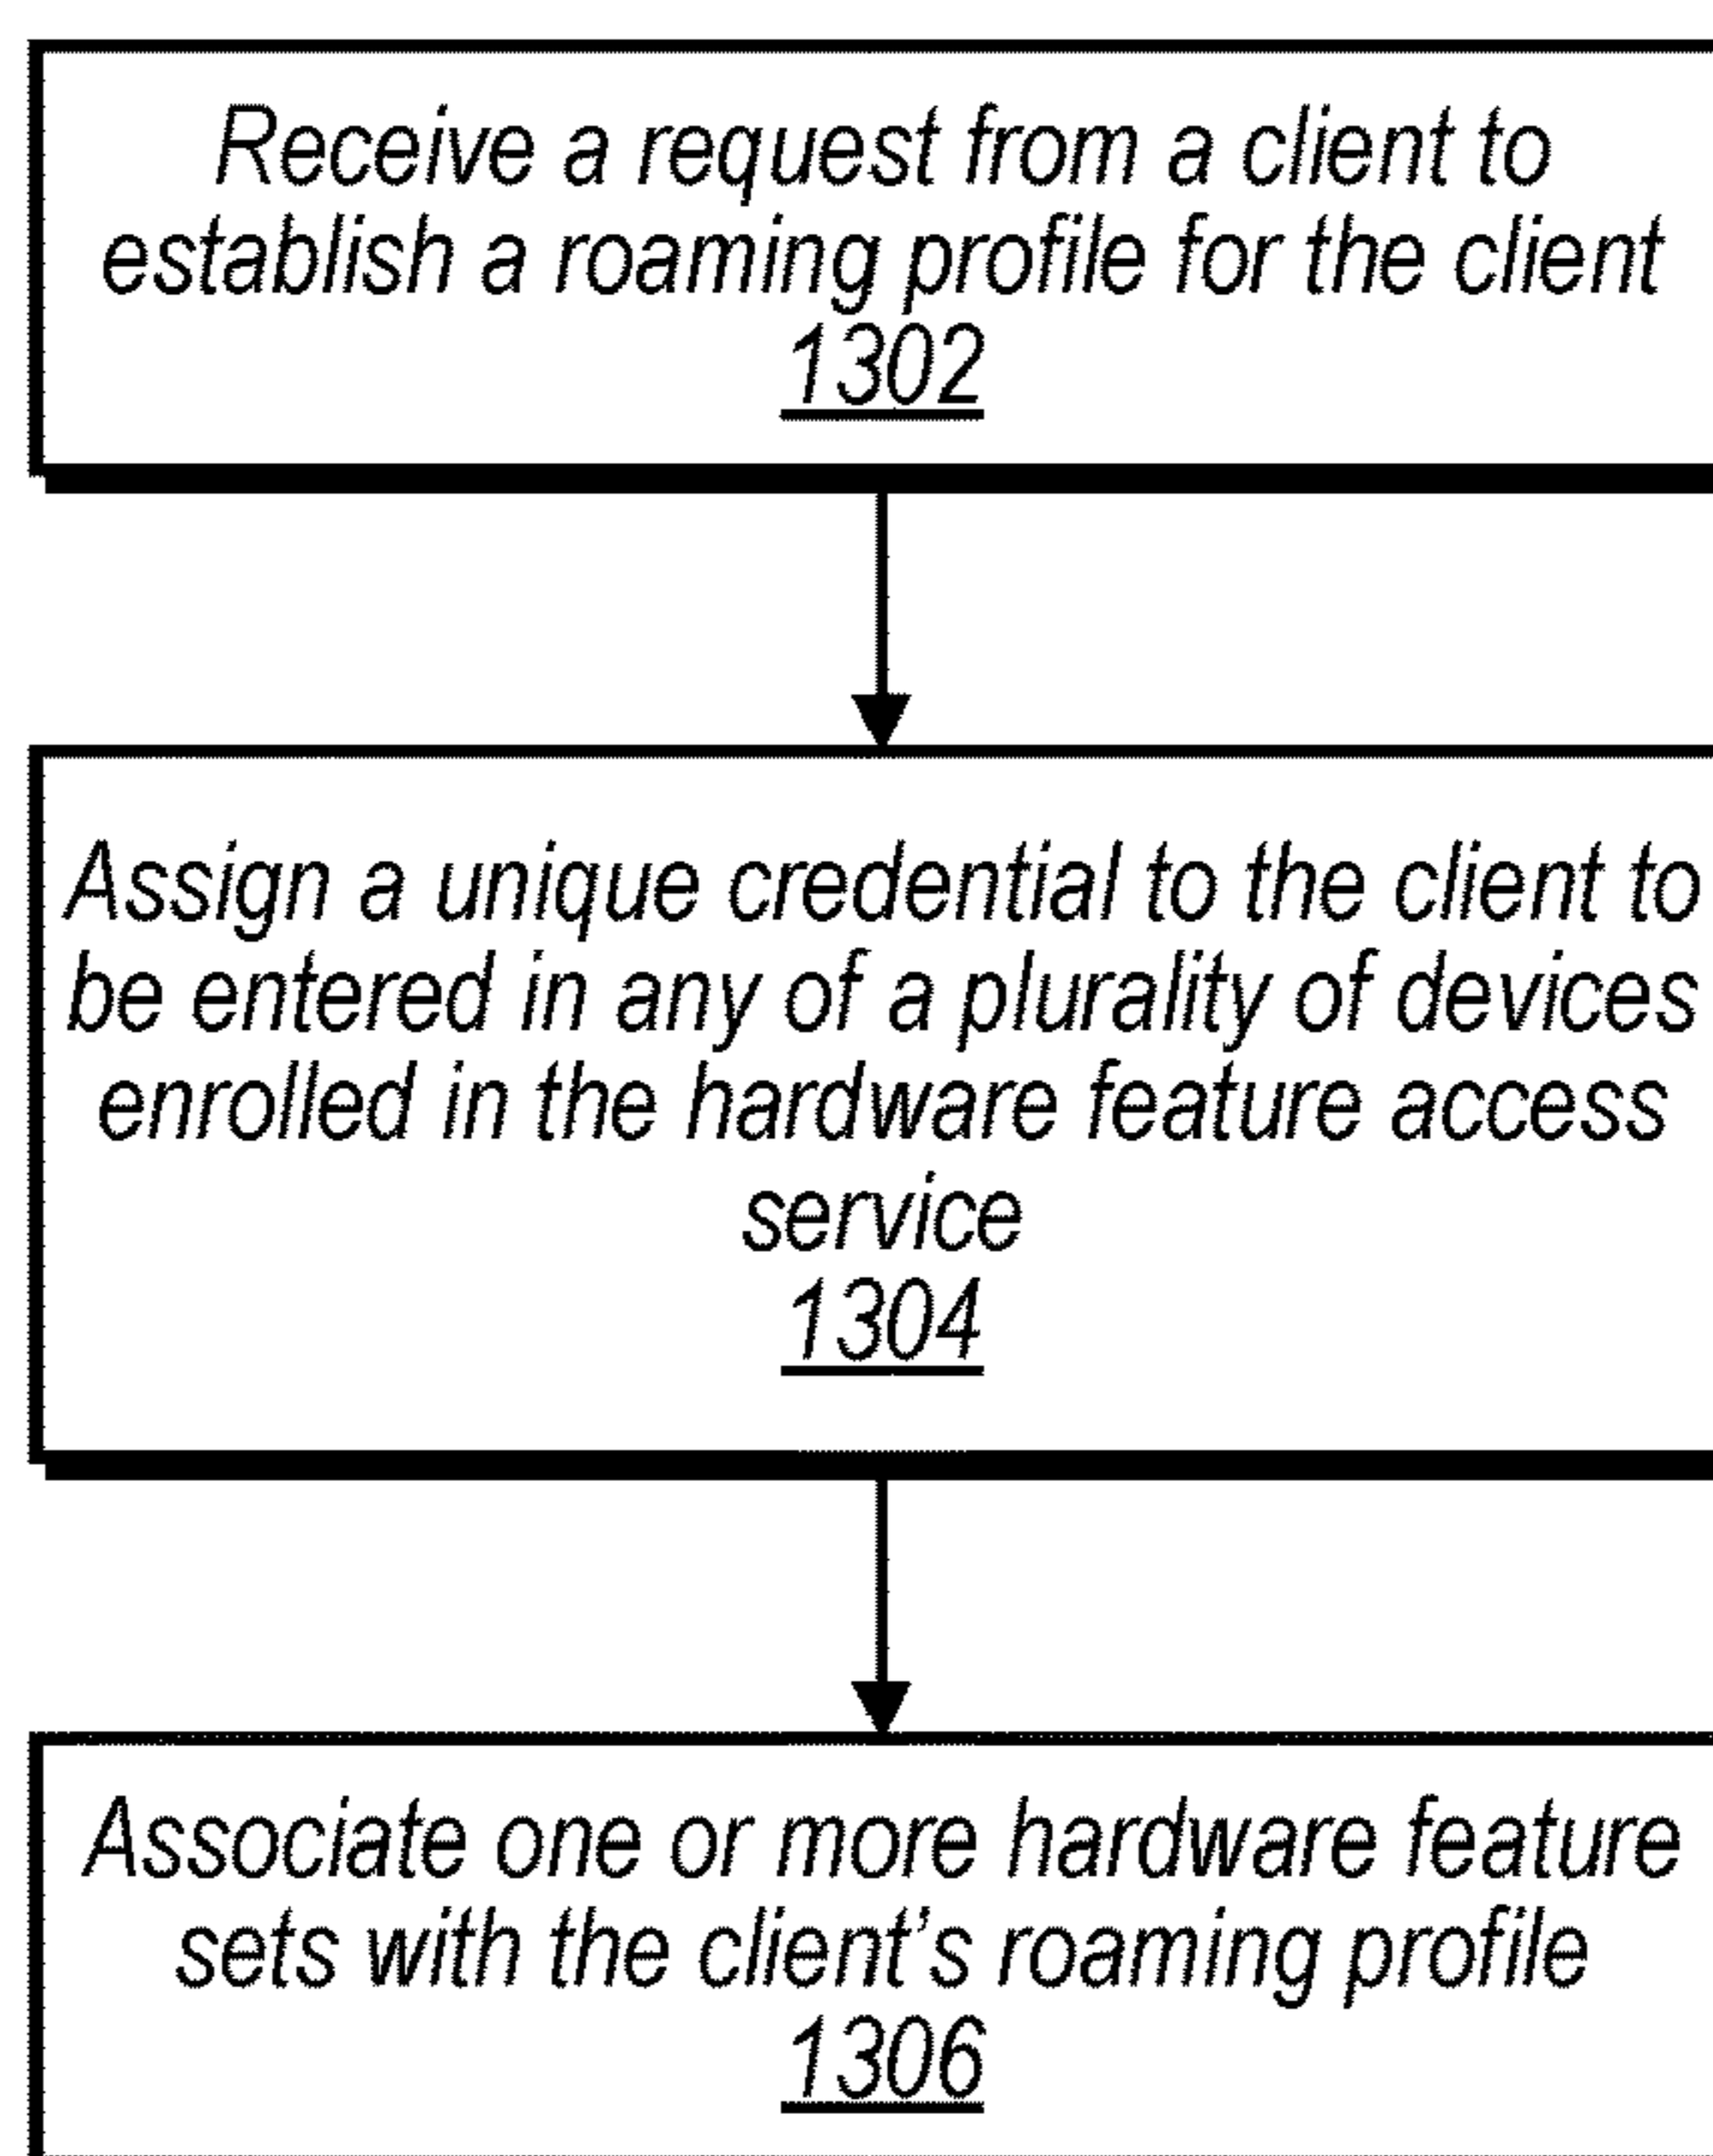 Receive a request from a client to
establish a roaming profile for the client
1302
Assign a unique credential to the client to
be entered in any of a plurality of devices
enrolled in the hardware feature access
service
1304
Associate one or more hardware feature
sets with the client's roaming profile
1306